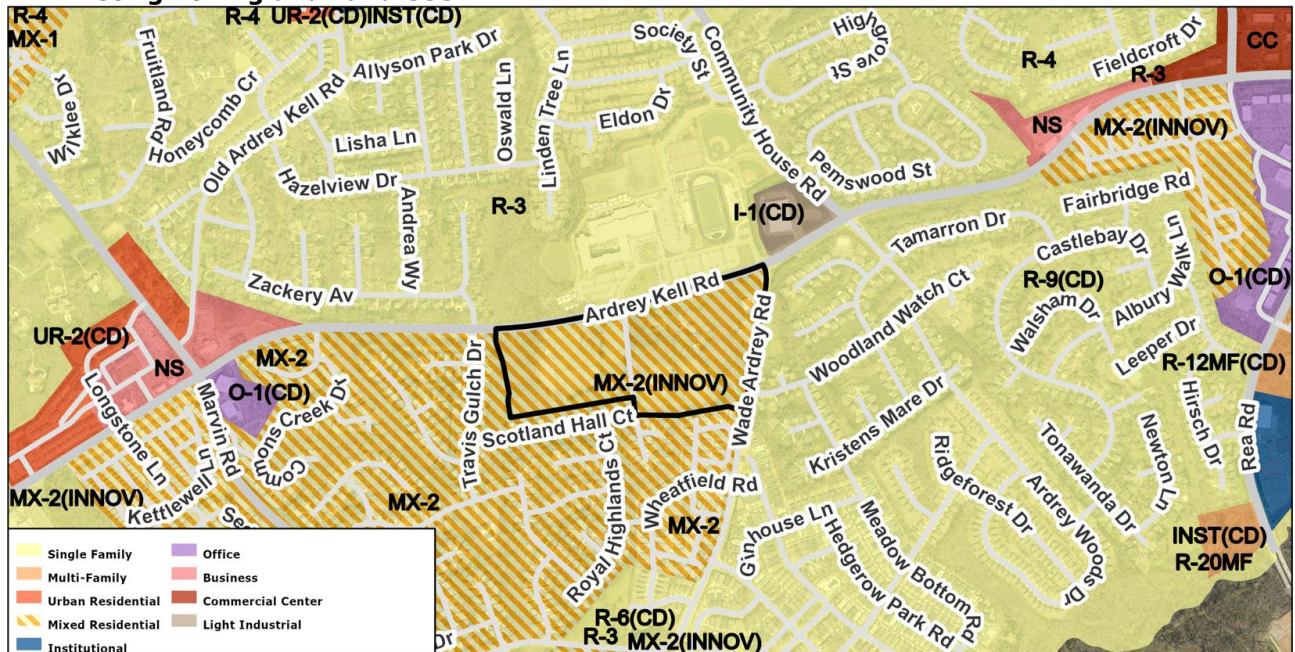 R-4
MX-1
R-4
UR-2(CD)
INST(CD)
Wyklie Dr
Fruitland Rd
Honeycomb Cr
Old Ardrey Kell Rd
Allyson Park Dr
Lisha Ln
Hazelview Dr
Andrea Wy
Oswald Ln
Linden Tree Ln
Eldon Dr
Society St
Community House Rd
Highgrove St
Pemswood St
R-4
Fieldcroft Dr
R-3
CC
NS
MX-2(INNOV)
Fairbridge Rd
R-3
I-1(CD)
Tamarron Dr
Castlebay Dr
R-9(CD)
Walsham Dr
Albury Walk Ln
O-1(CD)
Leeper Dr
R-12MF(CD)
Zackery Av
Ardrey Kell Rd
Woodland Watch Ct
UR-2(CD)
NS
MX-2
O-1(CD)
Longstone Ln
Marvin Rd
Commons Creek Dr
Travis Gulch Dr
MX-2(INNOV)
Wade Ardrey Rd
Scotland Hall Ct
Kristens Mare Dr
Hirsch Dr
Rea Rd
Newton Ln
Tonawanda Dr
Ridgeforest Dr
Ardrey Woods Dr
MX-2(INNOV)
Kettlewell Ln
MX-2
Royal Highlands Ct
Wheatfield Rd
MX-2
Ginhouse Ln
Hedgerow Park Rd
Meadow Bottom Rd
INST(CD)
R-20MF
R-6(CD)
R-3
MX-2(INNOV)
Dr
Single Family
Multi-Family
Urban Residential
Mixed Residential
Institutional
Office
Business
Commercial Center
Light Industrial